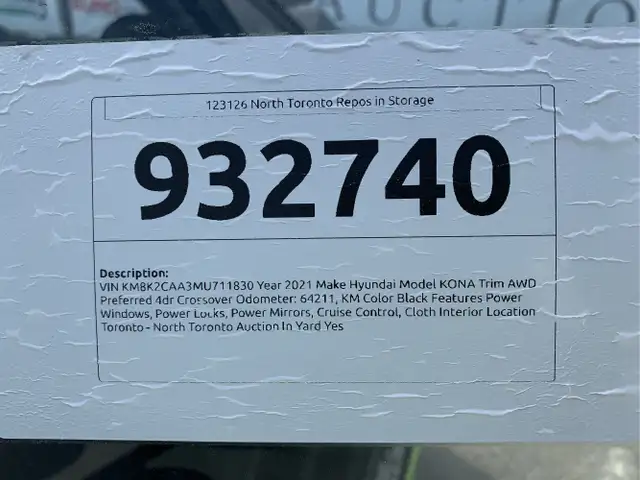 AUCTIO
123126 North Toronto Repos in Storage
932740
Description:
VIN KM8K2CAA3MU711830 Year 2021 Make Hyundai Model KONA Trim AWD
Preferred 4dr Crossover Odometer: 64211, KM Color Black Features Power
Windows, Power Locks, Power Mirrors, Cruise Control, Cloth Interior Location
Toronto - North Toronto Auction In Yard Yes